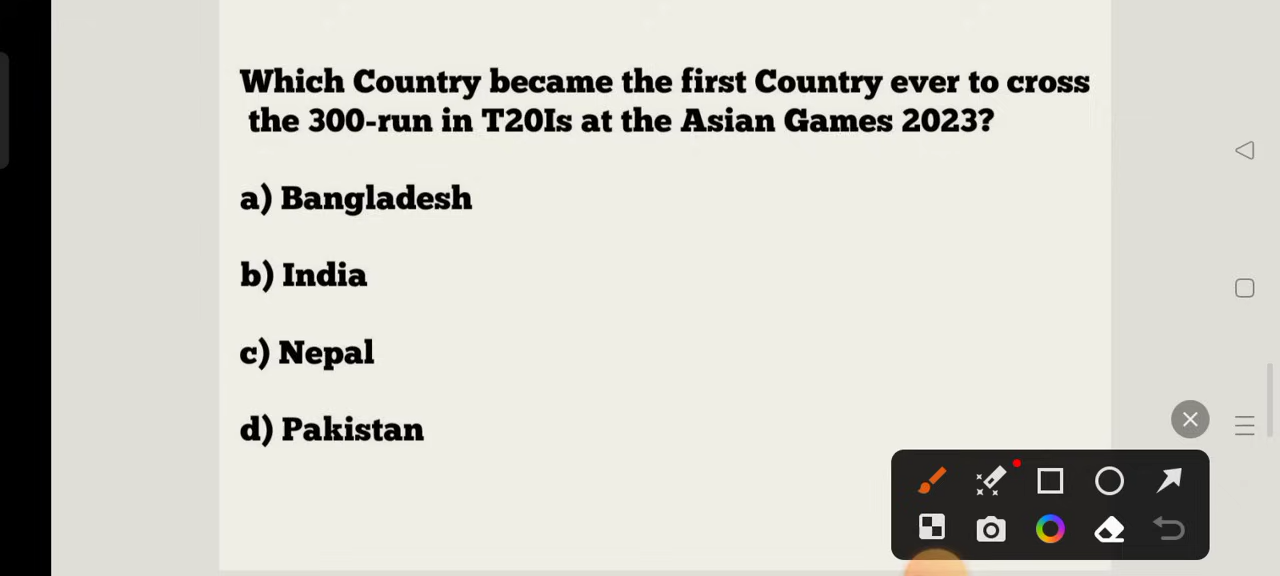 Which Country became the first Country ever to cross
the 300-run in T20Is at the Asian Games 2023?
a) Bangladesh
b) India
c) Nepal
d) Pakistan